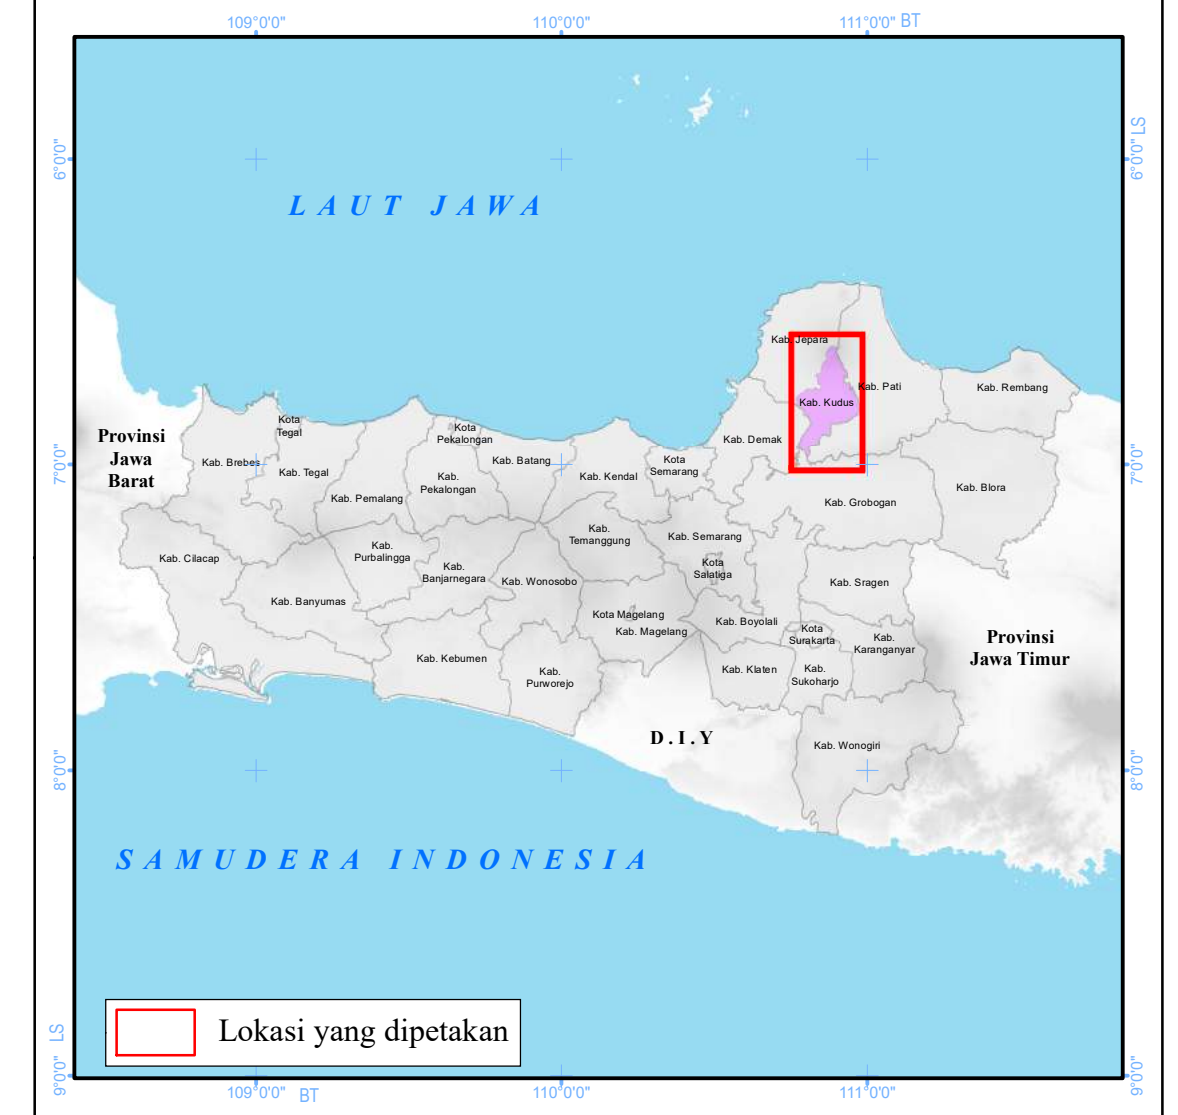 109°0'0" 110°0'0" 111°0'0" BT
6°0'0"
6°0'0" LS
LAUT JAWA
Kab. Jepara
Kab. Pati
Kab. Rembang
Kab. Kudus
Kota
Tegal
Kota
Pekalongan
Provinsi
Jawa
Barat
Kab. Demak
7°0'0"
7°0'0"
Kab. Brebes
Kab. Tegal
Kab. Batang
Kota
Semarang
Kab. Kendal
Kab.
Pekalongan
Kab. Pemalang
Kab. Blora
Kab. Grobogan
Kab.
Temanggung
Kab. Semarang
Kab. Cilacap
Kab.
Purbalingga
Kab.
Banjarnegara
Kab. Wonosobo
Kota
Salatiga
Kab. Sragen
Kab. Banyumas
Kota Magelang
Kab. Magelang
Kab. Boyolali
Kota
Surakarta
Kab.
Karanganyar
Provinsi
Jawa Timur
Kab. Kebumen
Kab.
Purworejo
Kab. Klaten
Kab.
Sukoharjo
D.I.Y
Kab. Wonogiri
8°0'0"
8°0'0"
SAMUDERA INDONESIA
Lokasi yang dipetakan
9°0'0" LS
9°0'0"
109°0'0" BT 110°0'0" 111°0'0"